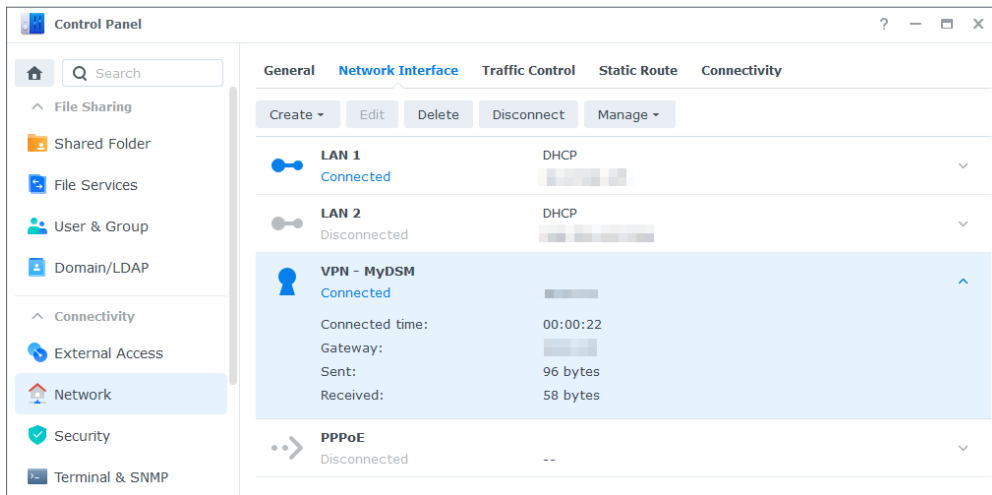 Control Panel
?
Search
General Network Interface Traffic Control Static Route Connectivity
File Sharing
Shared Folder
File Services
User & Group
Domain/LDAP
Connectivity
External Access
Network
Security
Terminal & SNMP
Create Edit Delete Disconnect Manage
LAN 1 DHCP
Connected
LAN 2 DHCP
Disconnected
VPN - MyDSM
Connected
Connected time: 00:00:22
Gateway:
Sent: 96 bytes
Received: 58 bytes
PPPoE
Disconnected --